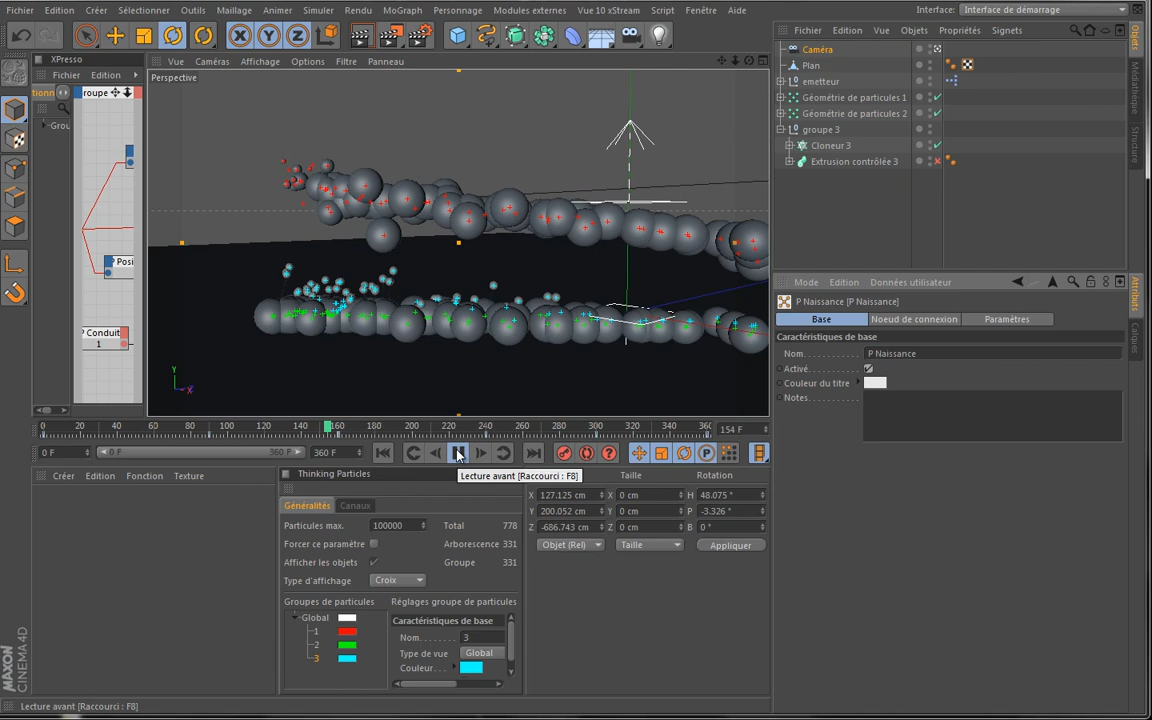 Fichier Edition Créer Sélectionner Outils Maillage Animer Simuler Rendu MoGraph Personnage Modules externes Vue 10 xStream Script Fenêtre Aide Interface: Interface de démarrage
X Y Z
XPresso
Fichier Edition
Vue Caméras Affichage Options Filtre Panneau
Perspective
tionn roupe
Grou
Posi
Conduit
1
Y
X
Fichier Edition Vue Objets Propriétés Signets
Caméra
Plan
emetteur
Géométrie de particules 1
Géométrie de particules 2
groupe 3
Cloneur 3
Extrusion contrôlée 3
Objets
Médiathèque
Structure
Mode Edition Données utilisateur
P Naissance [P Naissance]
Base Noeud de connexion Paramètres
Caractéristiques de base
Nom P Naissance
Activé
Couleur du titre
Notes
Attributs
Calques
0 20 40 60 80 100 120 140 160 180 200 220 240 260 280 300 320 340 36 154 F
0 F 0 F 360 F 360 F
P
Lecture avant [Raccourci : F8]
Créer Edition Fonction Texture
Thinking Particles
Généralités Canaux
Particules max. 100000 Total 778
Forcer ce paramètre Arborescence 331
Afficher les objets Groupe 331
Type d'affichage Croix
Groupes de particules Réglages groupe de particules
Global
1
2
3
Caractéristiques de base
Nom 3
Type de vue Global
Couleur
Taille Rotation
X 127.125 cm X 0 cm H 48.075 °
Y 200.052 cm Y 0 cm P -3.326 °
Z -686.743 cm Z 0 cm B 0 °
Objet (Rel) Taille Appliquer
MAXON
CINEMA 4D
Lecture avant [Raccourci : F8]